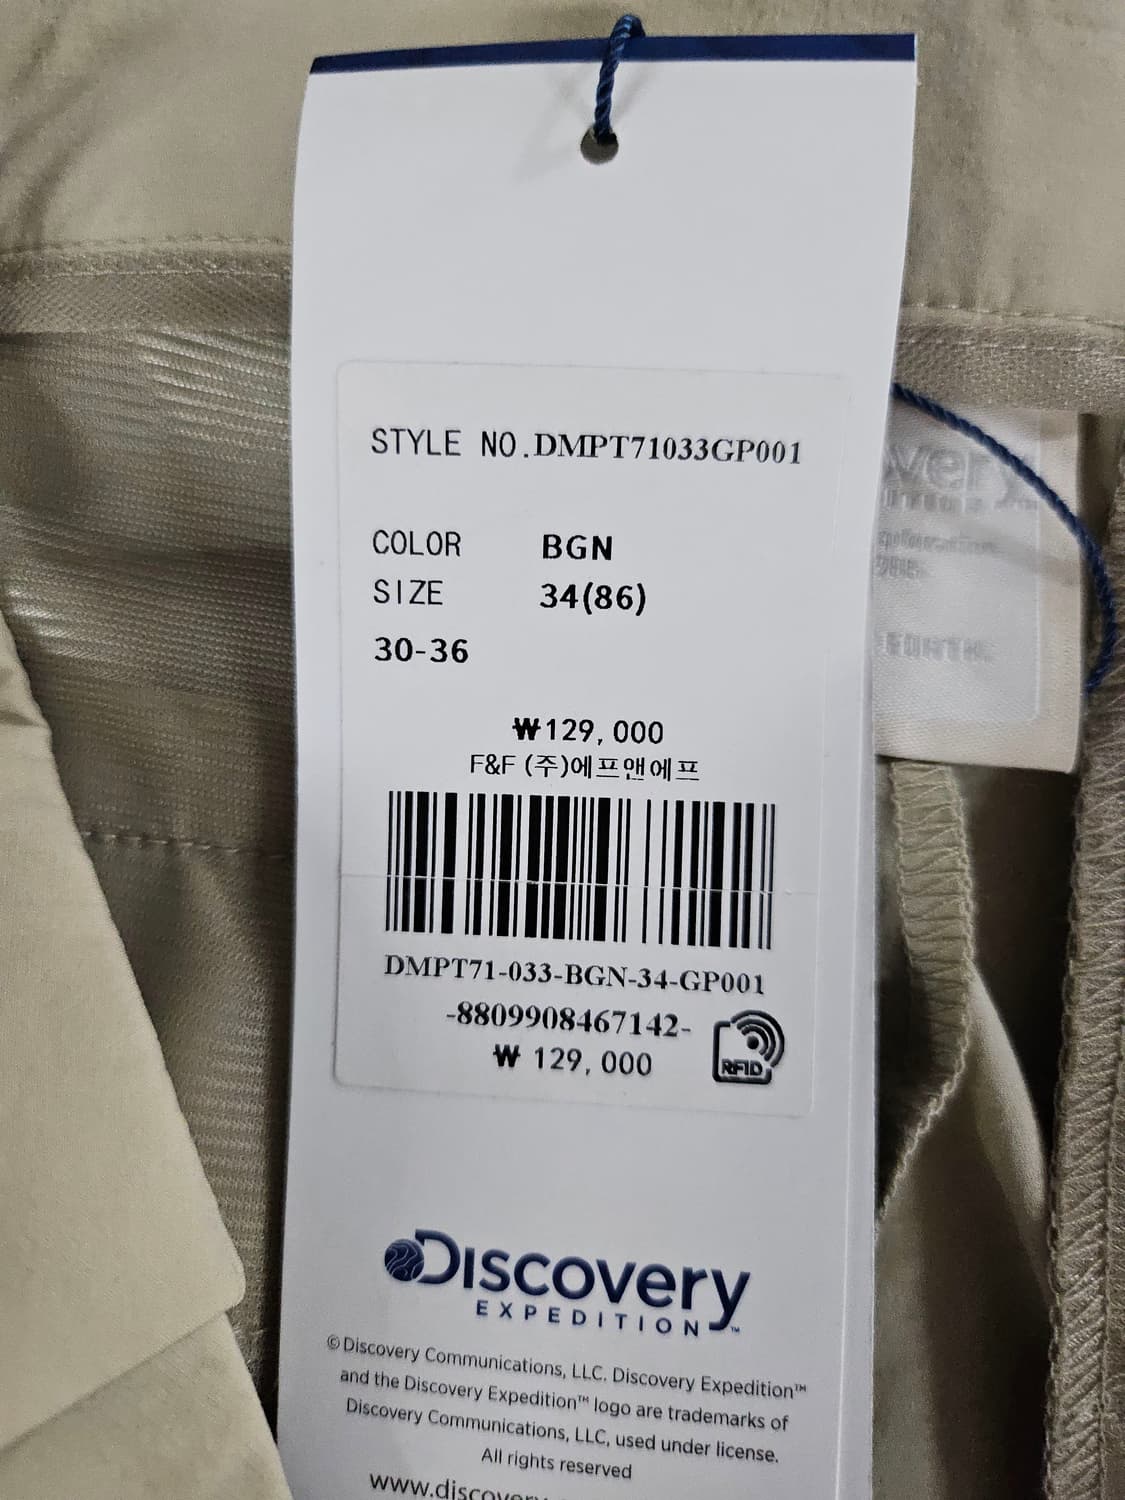 STYLE NO.DMPT71033GP001
COLOR BGN
SIZE 34(86)
30-36
₩129,000
F&F (주)에프앤에프
DMPT71-033-BGN-34-GP001
-8809908467142-
₩ 129,000
RFID
DISCOVERY
EXPEDITION™
© Discovery Communications, LLC. Discovery Expedition™
and the Discovery Expedition™ logo are trademarks of
Discovery Communications, LLC, used under license.
All rights reserved